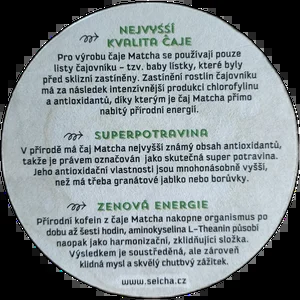 NEJVYŠŠÍ
KVALITA ČAJE
Pro výrobu čaje Matcha se používají pouze
listy čajovníku – tzv. baby lístky, které byly
před sklizní zastíněny. Zastínění rostlin čajovníku
má za následek intenzívnější produkci chlorofylinu
a antioxidantů, díky kterým je čaj Matcha přímo
nabitý přírodní energií.
SUPERPOTRAVINA
V přírodě má čaj Matcha nejvyšší známý obsah antioxidantů,
takže je právem označován jako skutečná super potravina.
Jeho antioxidační vlastnosti jsou mnohonásobně vyšší,
než má třeba granátové jablko nebo borůvky.
ZENOVÁ ENERGIE
Přírodní kofein z čaje Matcha nakopne organismus po
dobu až šesti hodin, aminokyselina L-Theanin působí
naopak jako harmonizační, zklidňující složka.
Výsledkem je soustředěná, ale zároveň
klidná mysl a skvělý chuťový zážitek.
www.seicha.cz